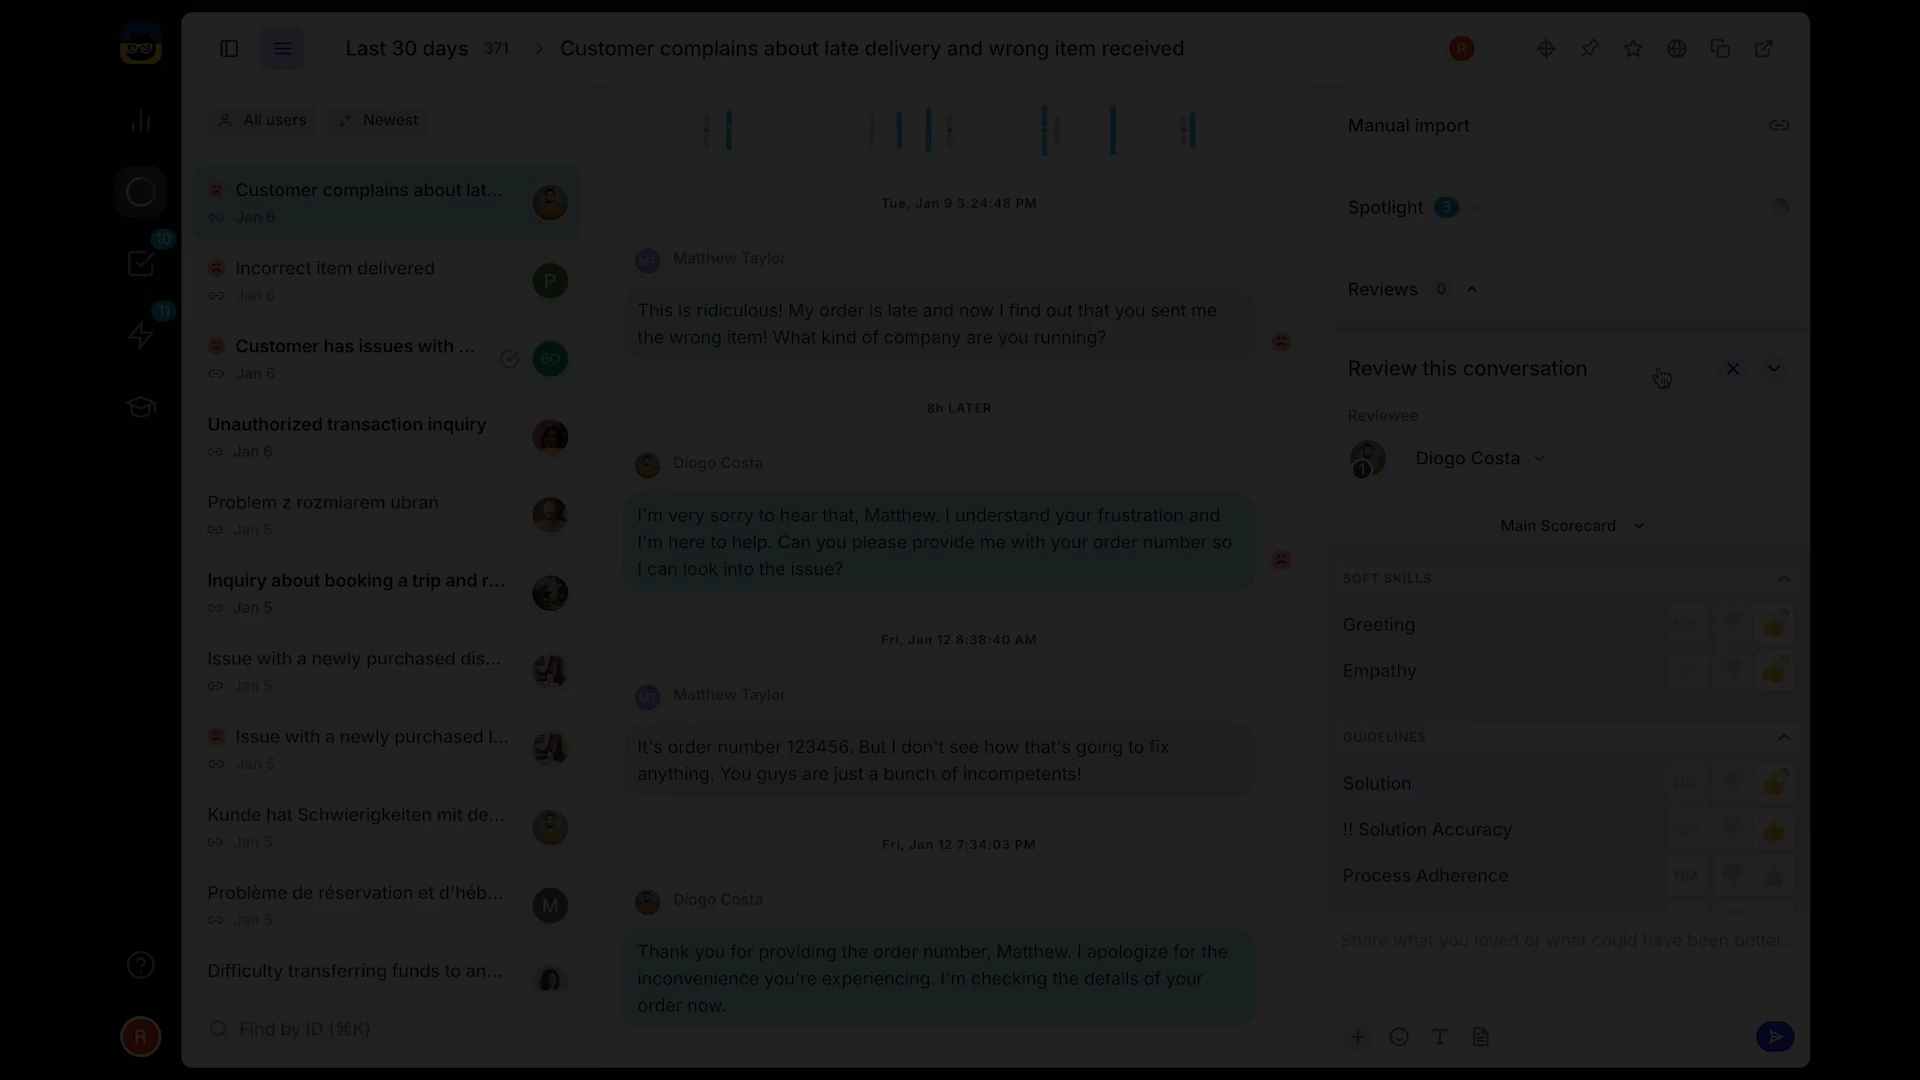 Last 30 days 371 > Customer complains about late delivery and wrong item received
R
All users
Newest
Customer complains about lat...
Jan 6
Incorrect item delivered
Jan 6
P
Customer has issues with ...
Jan 6
BO
Unauthorized transaction inquiry
Jan 6
Problem z rozmiarem ubrań
Jan 5
Inquiry about booking a trip and r...
Jan 5
Issue with a newly purchased dis...
Jan 5
Issue with a newly purchased l...
Jan 5
Kunde hat Schwierigkeiten mit de...
Jan 5
Problème de réservation et d'héb...
Jan 5
M
Difficulty transferring funds to an...
Find by ID (⌘K)
10
11
R
Tue, Jan 9 3:24:48 PM
MT
Matthew Taylor
This is ridiculous! My order is late and now I find out that you sent me
the wrong item! What kind of company are you running?
8h LATER
Diogo Costa
I'm very sorry to hear that, Matthew. I understand your frustration and
I'm here to help. Can you please provide me with your order number so
I can look into the issue?
Fri, Jan 12 8:38:40 AM
MT
Matthew Taylor
It's order number 123456. But I don't see how that's going to fix
anything. You guys are just a bunch of incompetents!
Fri, Jan 12 7:34:03 PM
Diogo Costa
Thank you for providing the order number, Matthew. I apologize for the
inconvenience you're experiencing. I'm checking the details of your
order now.
Manual import
Spotlight 3
Reviews 0
Review this conversation
Reviewee
1
Diogo Costa
Main Scorecard
SOFT SKILLS
Greeting N/A
Empathy N/A
GUIDELINES
Solution N/A
!! Solution Accuracy N/A
Process Adherence N/A
Share what you loved or what could have been better...